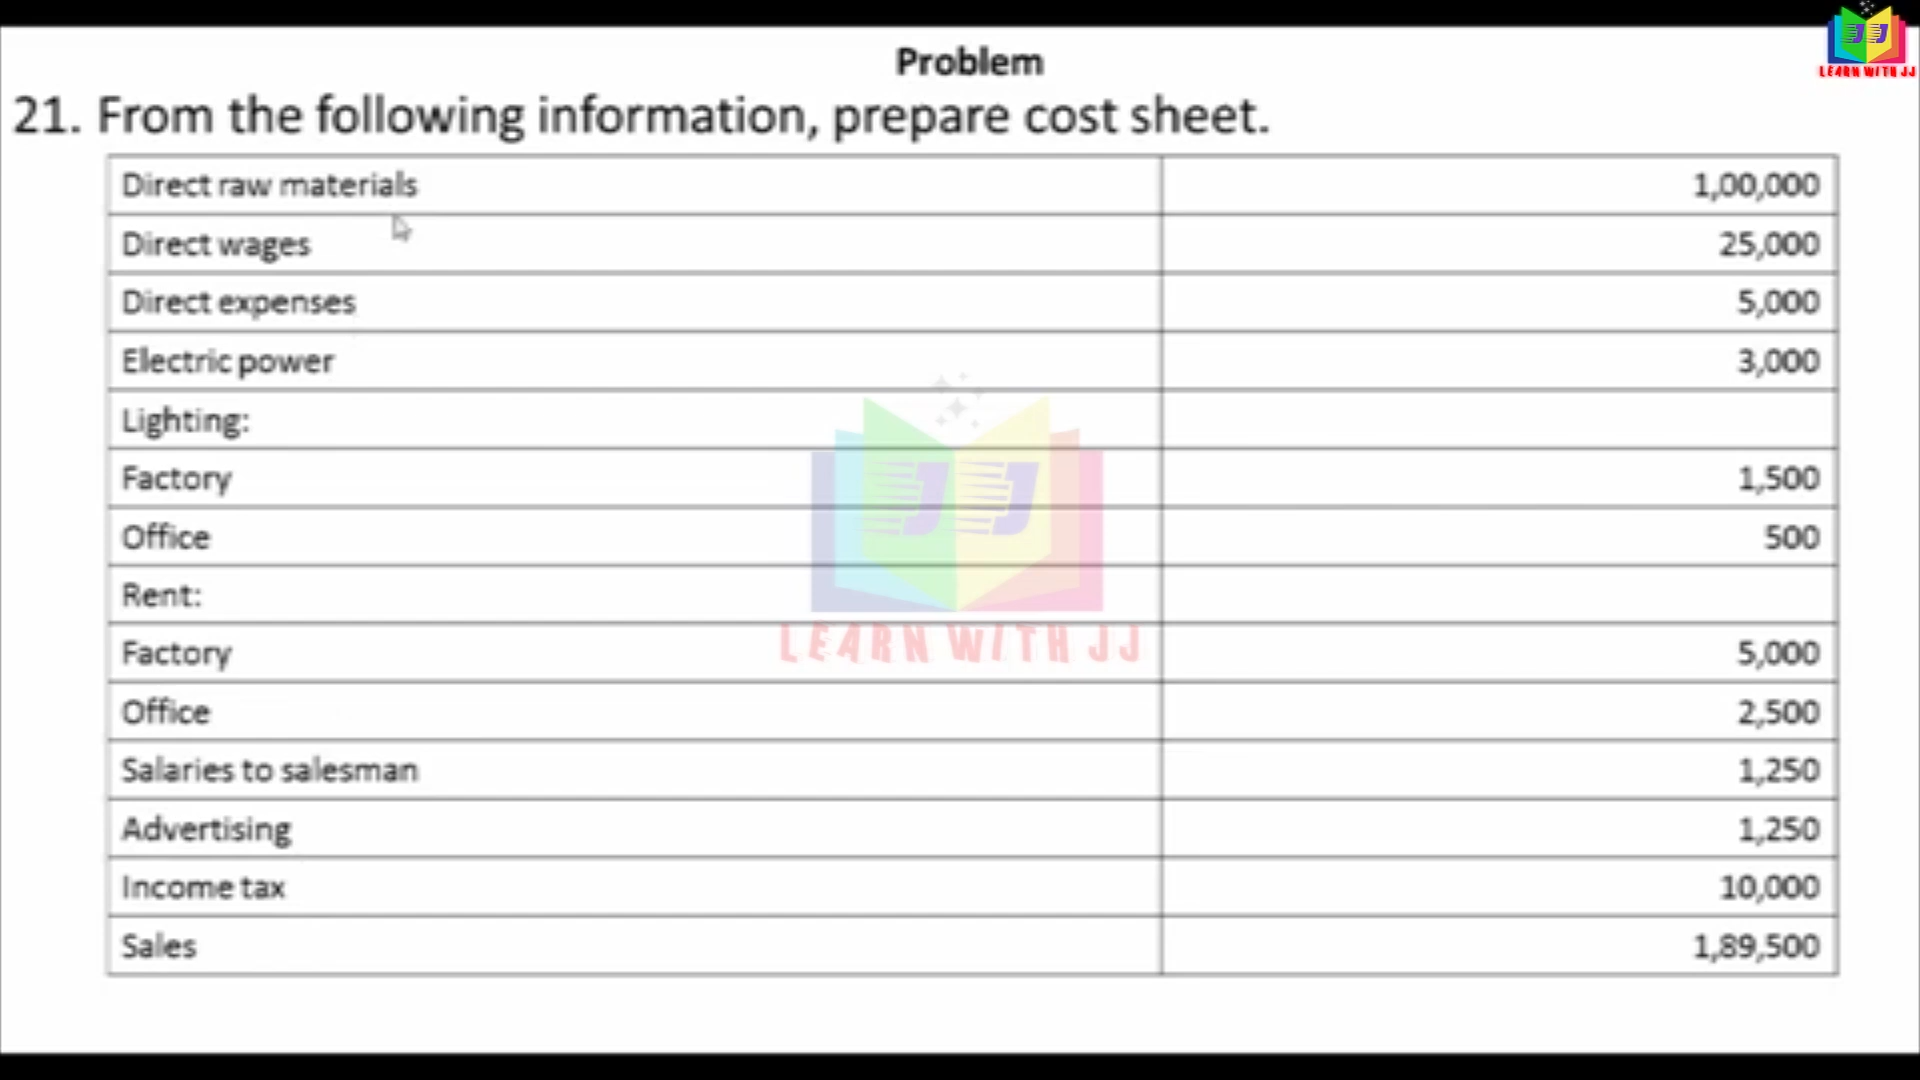 Problem
JJ
LEARN WITH JJ
21. From the following information, prepare cost sheet.
Direct raw materials 1,00,000
Direct wages 25,000
Direct expenses 5,000
Electric power 3,000
Lighting:
Factory 1,500
Office 500
JJ
Rent:
Factory 5,000
LEARN WITH JJ
Office 2,500
Salaries to salesman 1,250
Advertising 1,250
Income tax 10,000
Sales 1,89,500